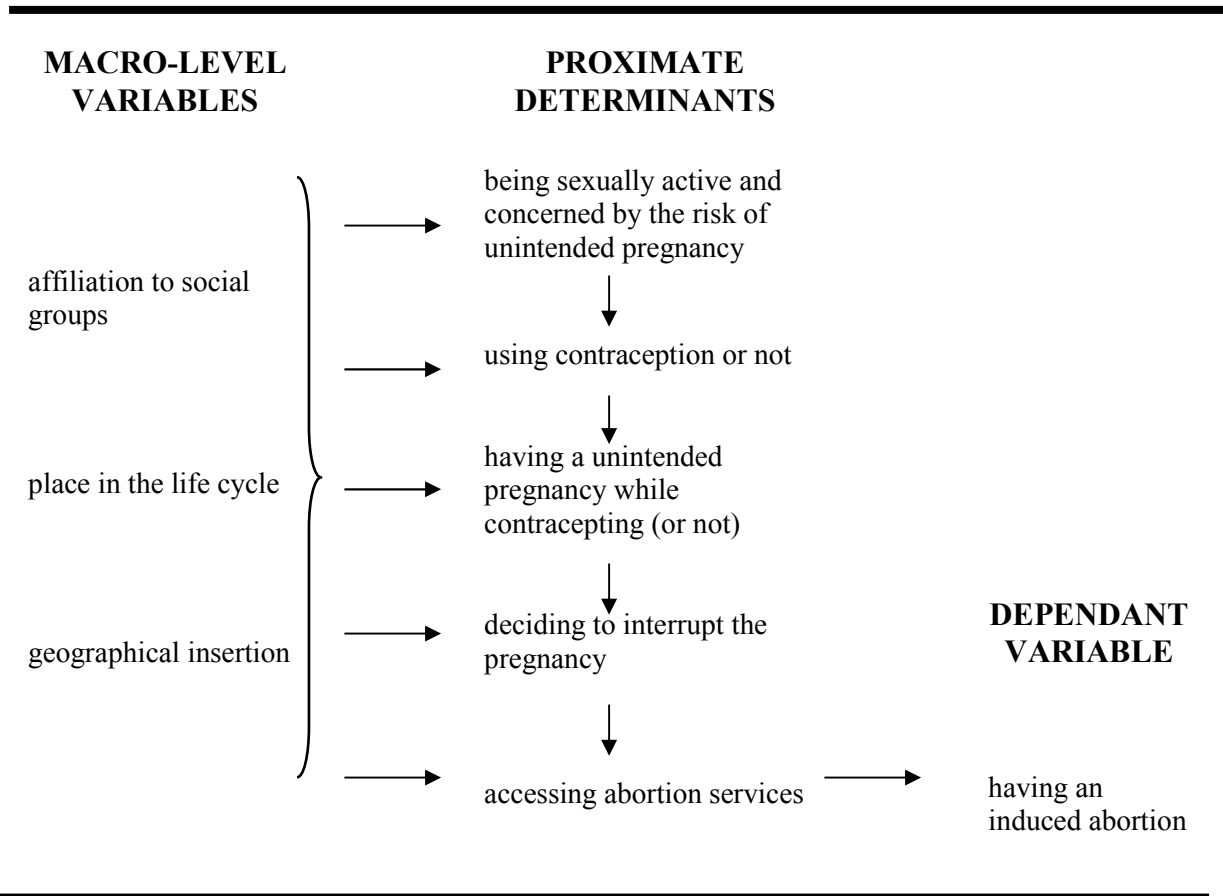 MACRO-LEVEL
VARIABLES
affiliation to social
groups
place in the life cycle
geographical insertion
PROXIMATE
DETERMINANTS
being sexually active and
concerned by the risk of
unintended pregnancy
using contraception or not
having a unintended
pregnancy while
contracepting (or not)
deciding to interrupt the
pregnancy
accessing abortion services
DEPENDANT
VARIABLE
having an
induced abortion